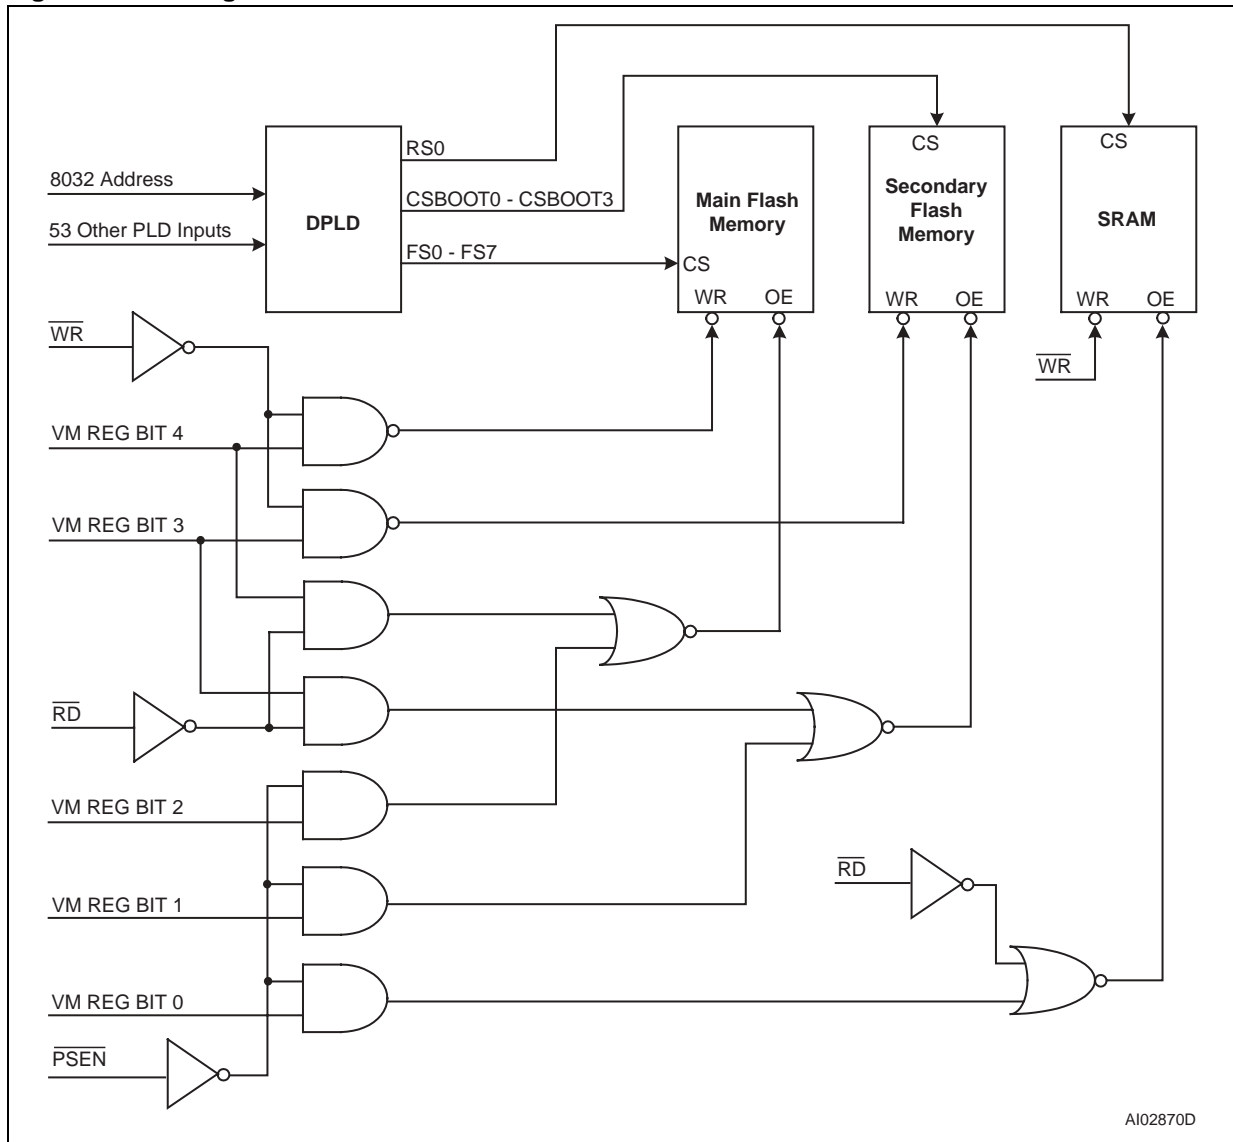 RS0
CS
CS
8032 Address
CSBOOT0 - CSBOOT3
Main Flash
Memory
Secondary
Flash
Memory
53 Other PLD Inputs
DPLD
SRAM
FS0 - FS7
CS
WR OE
WR OE
WR OE
WR
WR
VM REG BIT 4
VM REG BIT 3
RD
VM REG BIT 2
RD
VM REG BIT 1
VM REG BIT 0
PSEN
AI02870D